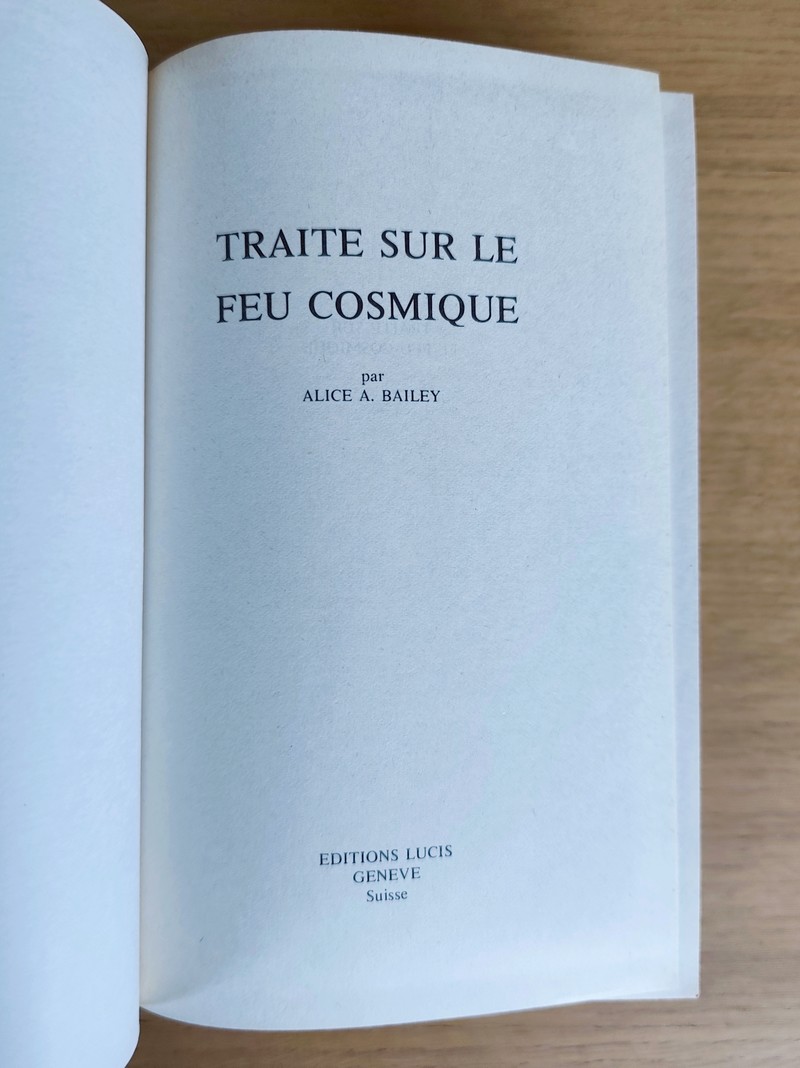 TRAITE SUR LE
FEU COSMIQUE
par
ALICE A. BAILEY
EDITIONS LUCIS
GENEVE
Suisse